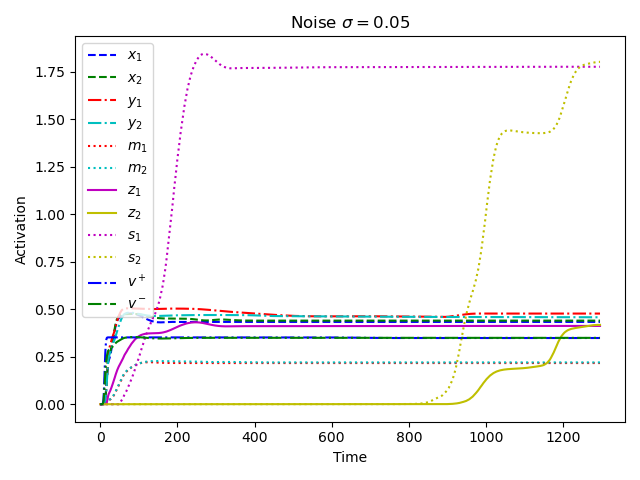 Noise σ = 0.05
x₁
x₂
y₁
y₂
m₁
m₂
z₁
z₂
s₁
s₂
v⁺
v⁻
1.75
1.50
1.25
1.00
0.75
0.50
0.25
0.00
Activation
0 200 400 600 800 1000 1200
Time